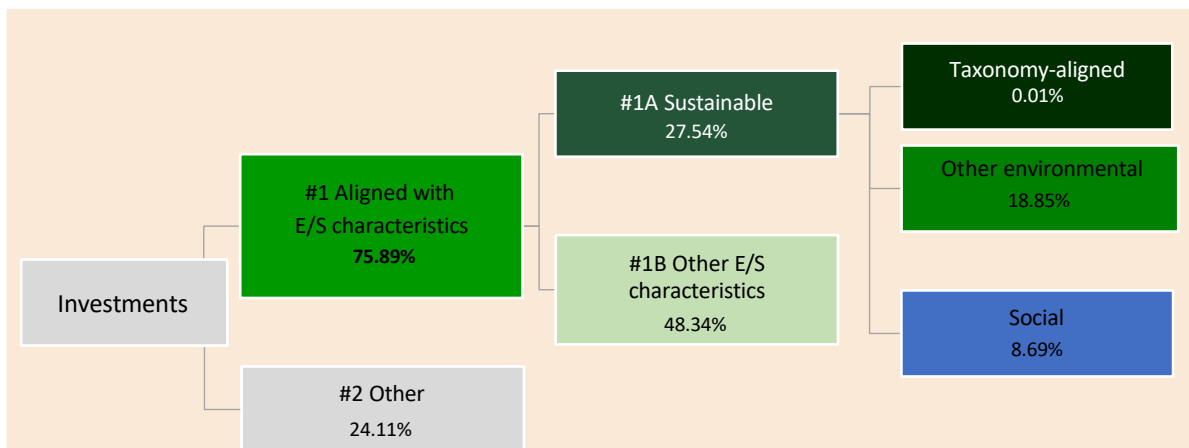 Investments
#1 Aligned with
E/S characteristics
75.89%
#2 Other
24.11%
#1A Sustainable
27.54%
#1B Other E/S
characteristics
48.34%
Taxonomy-aligned
0.01%
Other environmental
18.85%
Social
8.69%